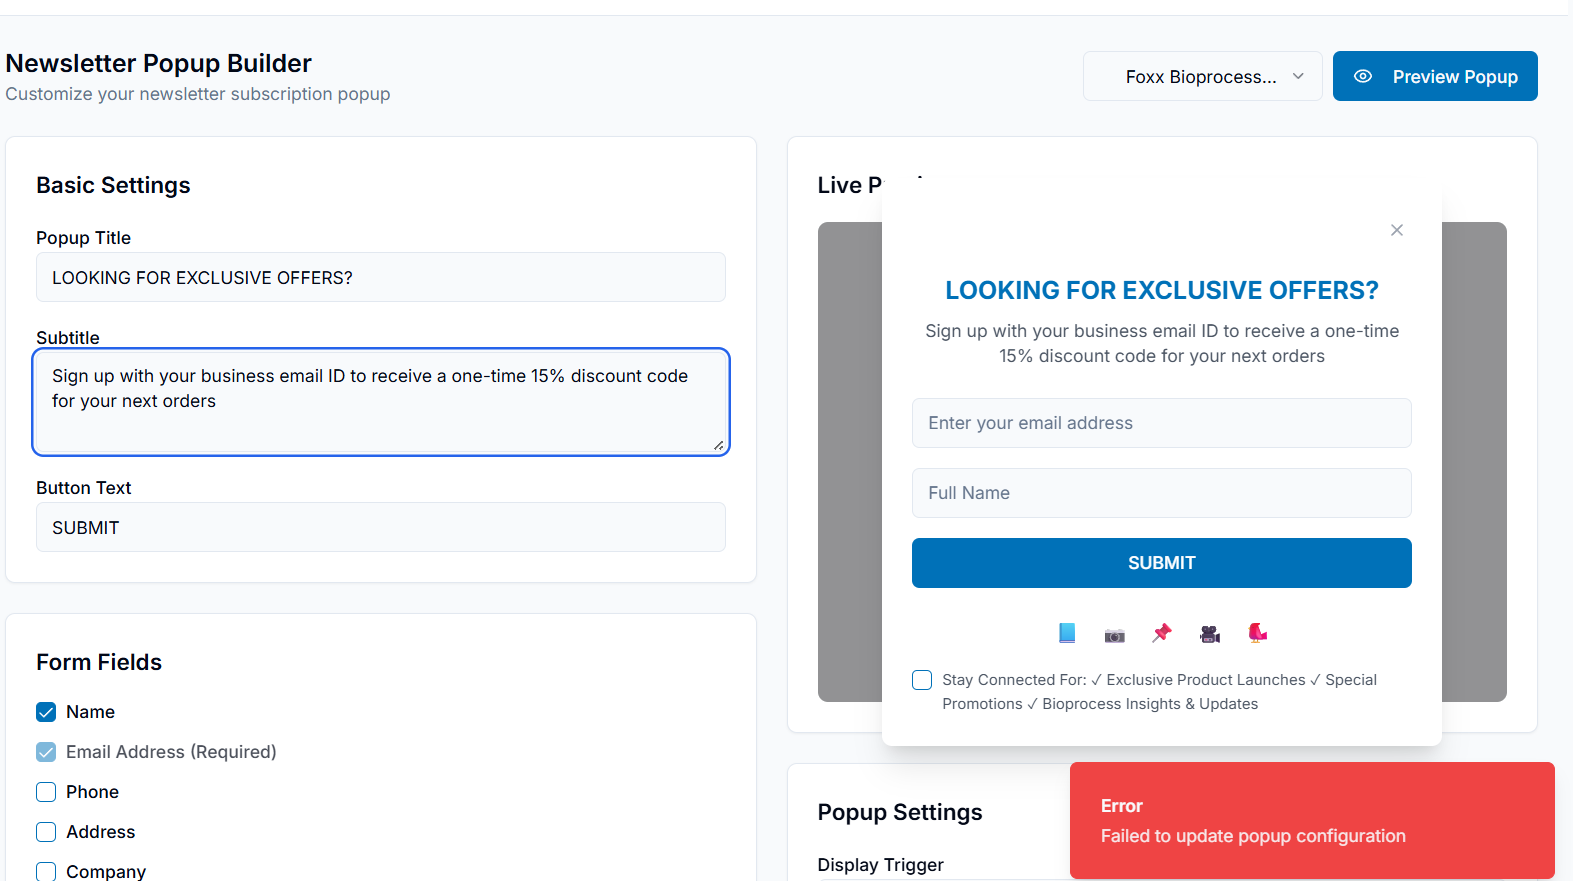 Newsletter Popup Builder
Customize your newsletter subscription popup
Foxx Bioprocess...
Preview Popup
Basic Settings
Popup Title
LOOKING FOR EXCLUSIVE OFFERS?
Subtitle
Sign up with your business email ID to receive a one-time 15% discount code
for your next orders
Button Text
SUBMIT
Form Fields
Name
Email Address (Required)
Phone
Address
Company
Live P
LOOKING FOR EXCLUSIVE OFFERS?
Sign up with your business email ID to receive a one-time
15% discount code for your next orders
Enter your email address
Full Name
SUBMIT
Stay Connected For: ✓ Exclusive Product Launches ✓ Special
Promotions ✓ Bioprocess Insights & Updates
Popup Settings
Display Trigger
Error
Failed to update popup configuration